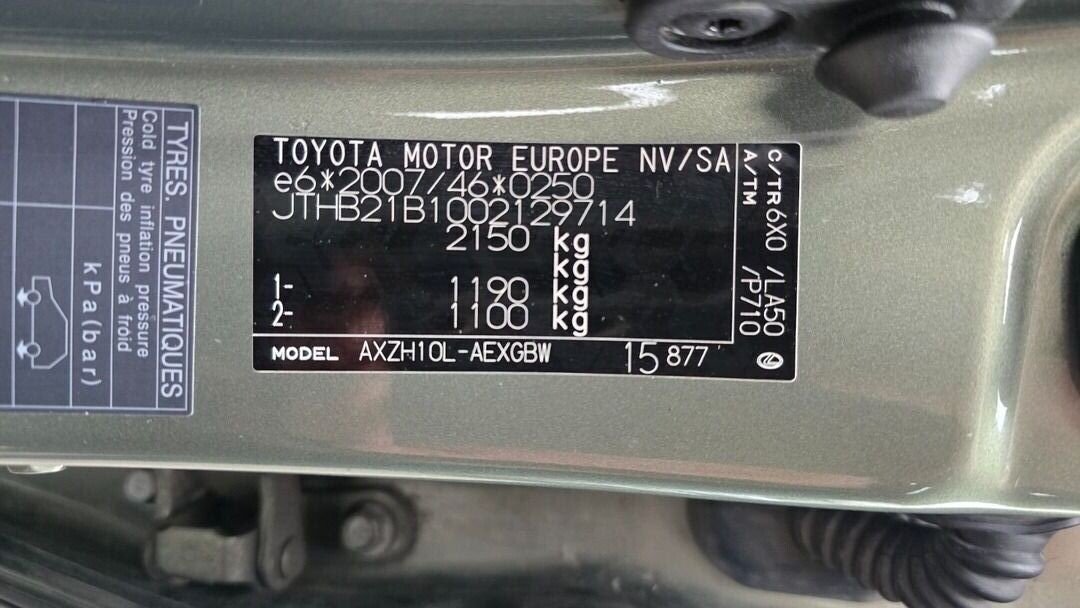 TYRES. PNEUMATIQUES
Cold tyre inflation pressure
Pression des pneus à froid
kPa(bar)
TOYOTA MOTOR EUROPE NV/SA
e6*2007/46*0250
JTHB21B1002129714
2150 kg
kg
1- 1190 kg
2- 1100 kg
MODEL AXZH10L-AEXGBW 15 877
C/TR 6X0 /LA50
A/TM /P710